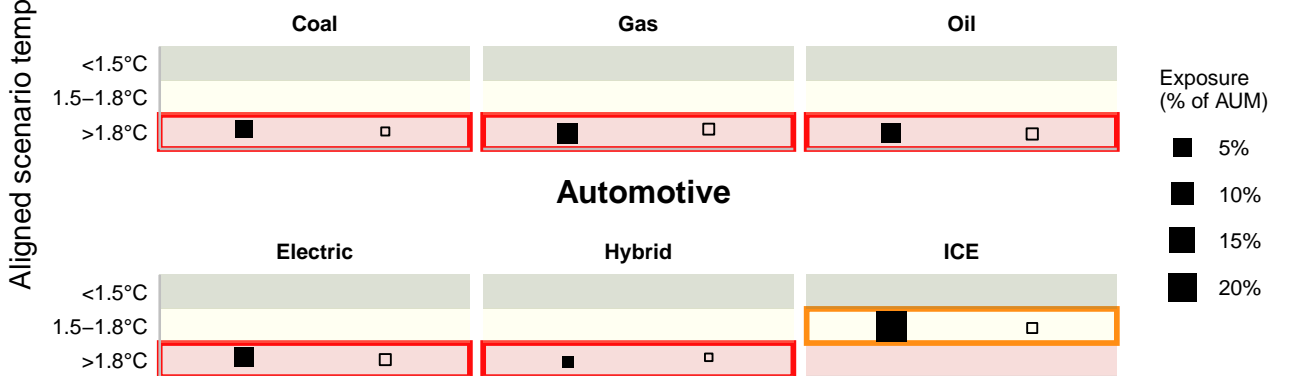 Aligned scenario temp
Coal
Gas
Oil
<1.5°C
1.5−1.8°C
>1.8°C
Automotive
Electric
Hybrid
ICE
<1.5°C
1.5−1.8°C
>1.8°C
Exposure
(% of AUM)
5%
10%
15%
20%